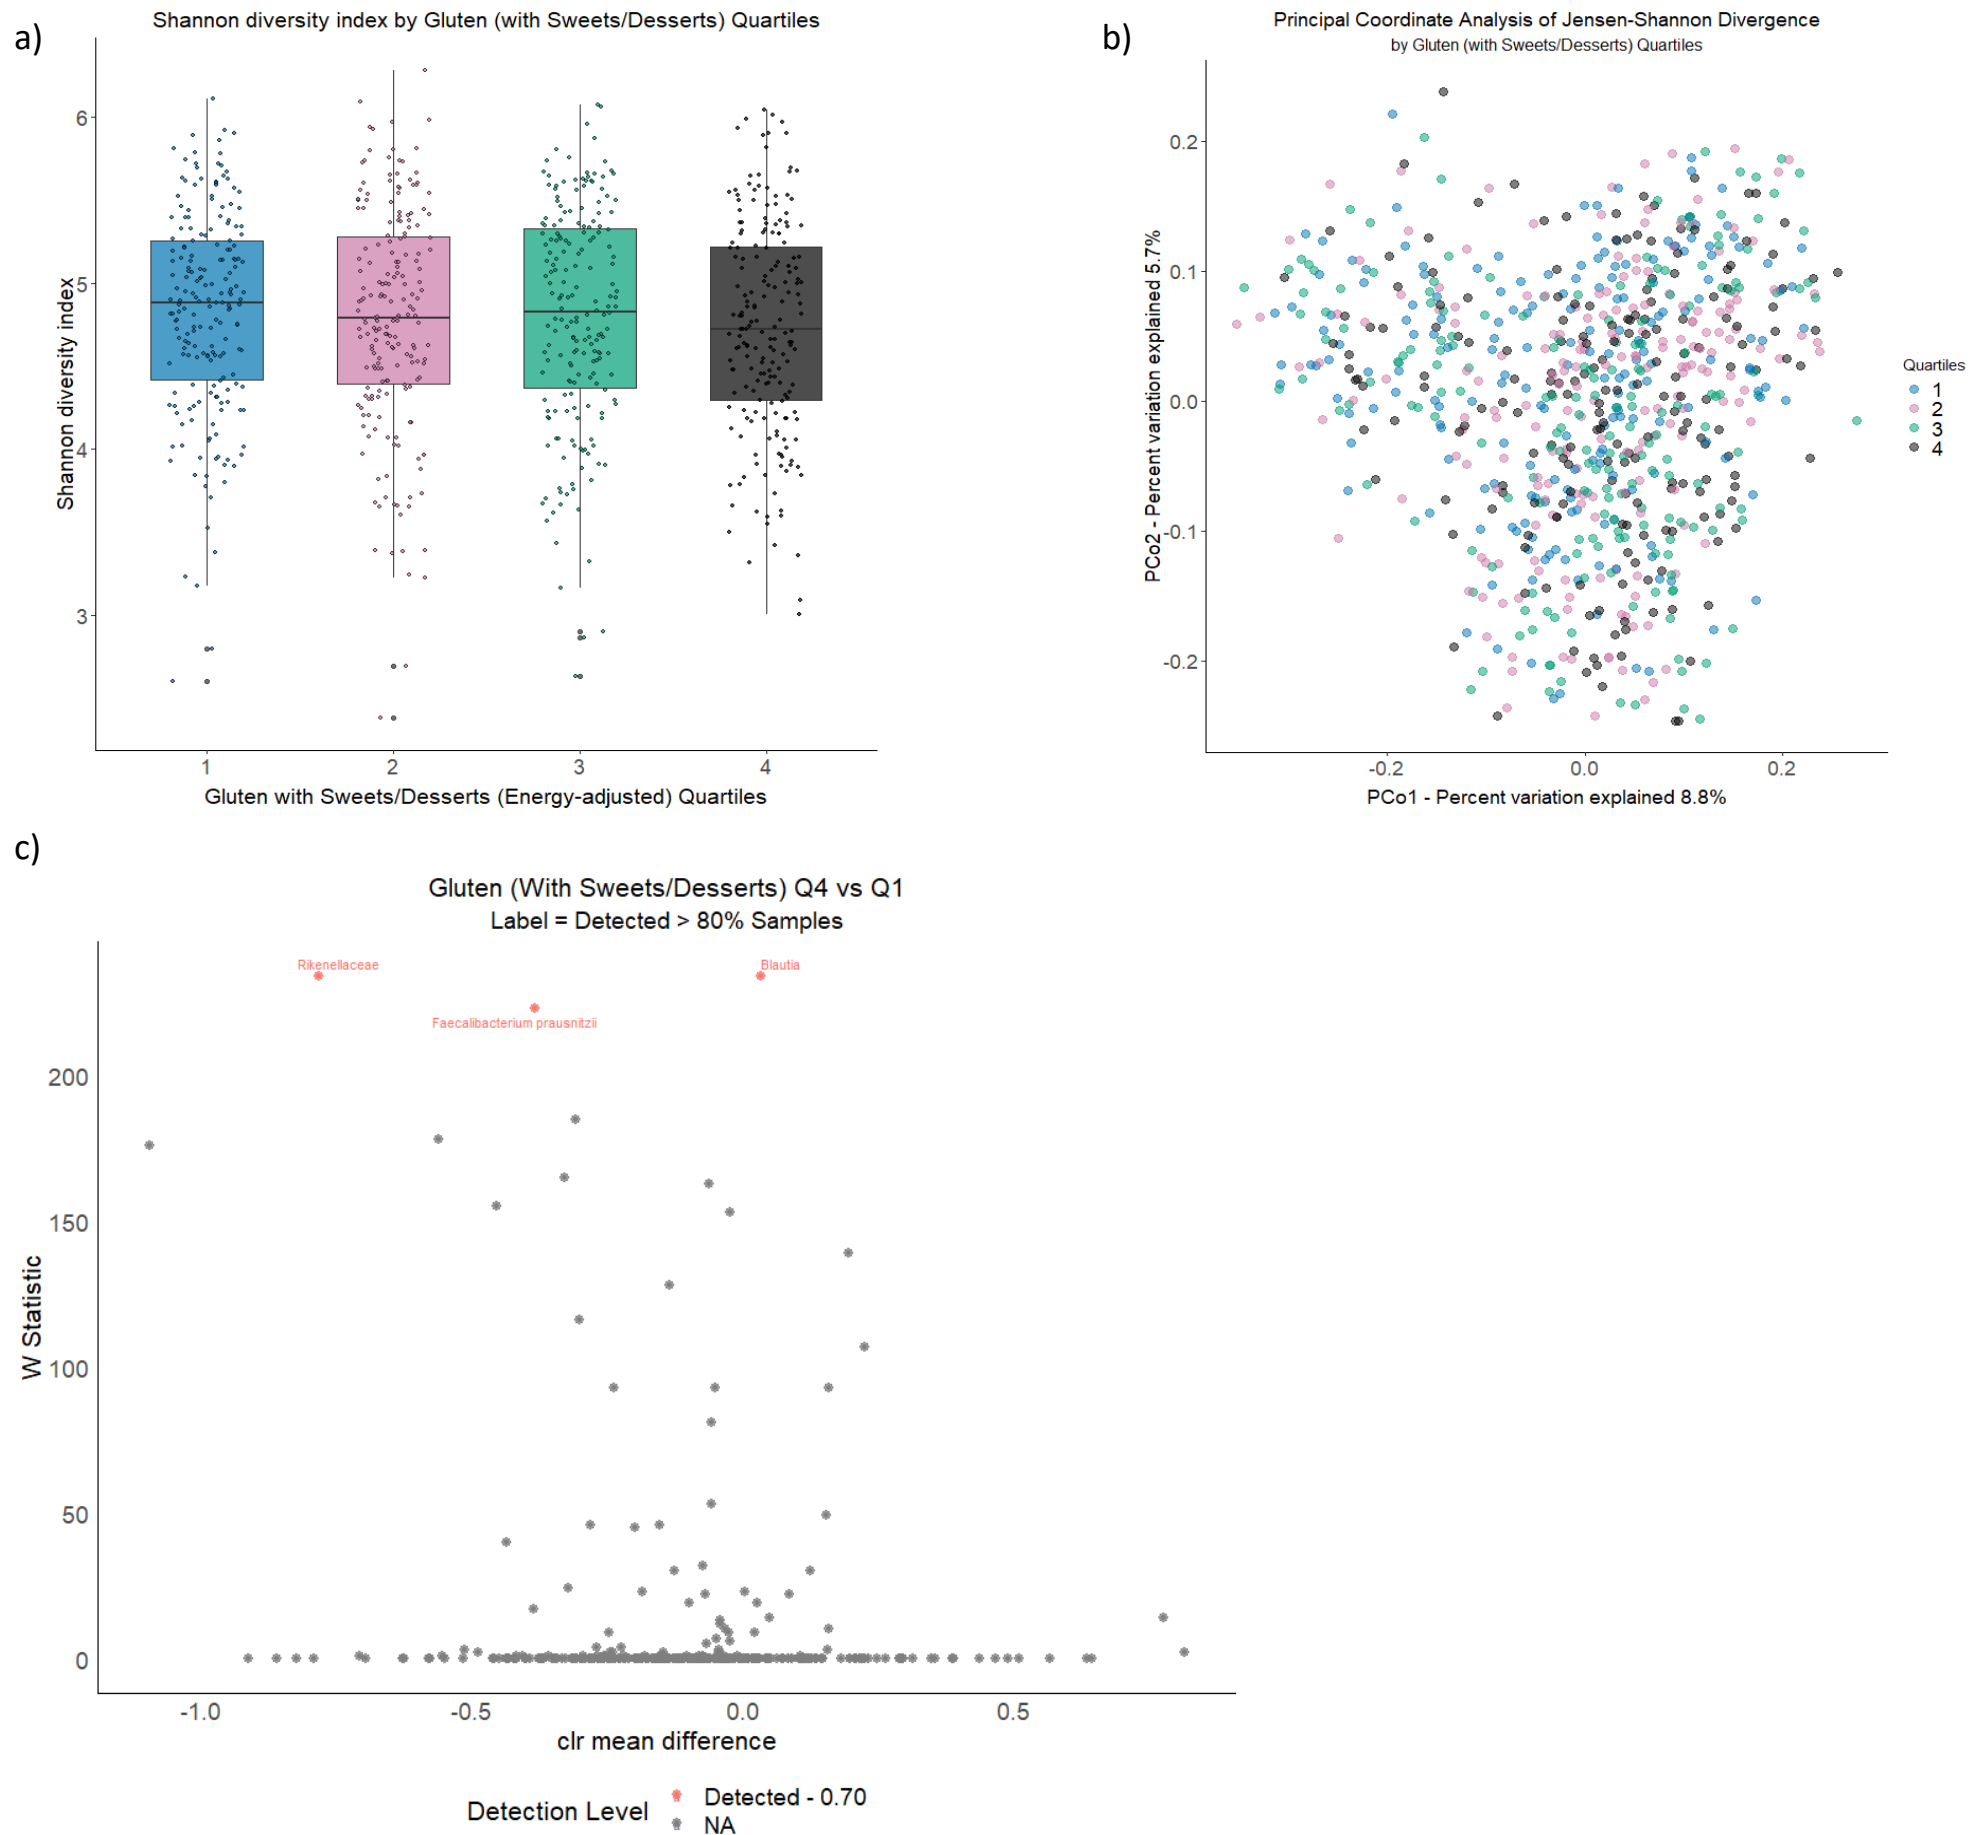 a)
Shannon diversity index by Gluten (with Sweets/Desserts) Quartiles
Shannon diversity index
6
5
4
3
1
2
3
4
Gluten with Sweets/Desserts (Energy-adjusted) Quartiles
b)
Principal Coordinate Analysis of Jensen-Shannon Divergence
by Gluten (with Sweets/Desserts) Quartiles
PCo2 - Percent variation explained 5.7%
0.2
0.1
0.0
-0.1
-0.2
-0.2
0.0
0.2
PCo1 - Percent variation explained 8.8%
Quartiles
1
2
3
4
c)
Gluten (With Sweets/Desserts) Q4 vs Q1
Label = Detected > 80% Samples
Rikenellaceae
Blautia
Faecalibacterium prausnitzii
W Statistic
200
150
100
50
0
-1.0
-0.5
0.0
0.5
clr mean difference
Detection Level
Detected - 0.70
NA